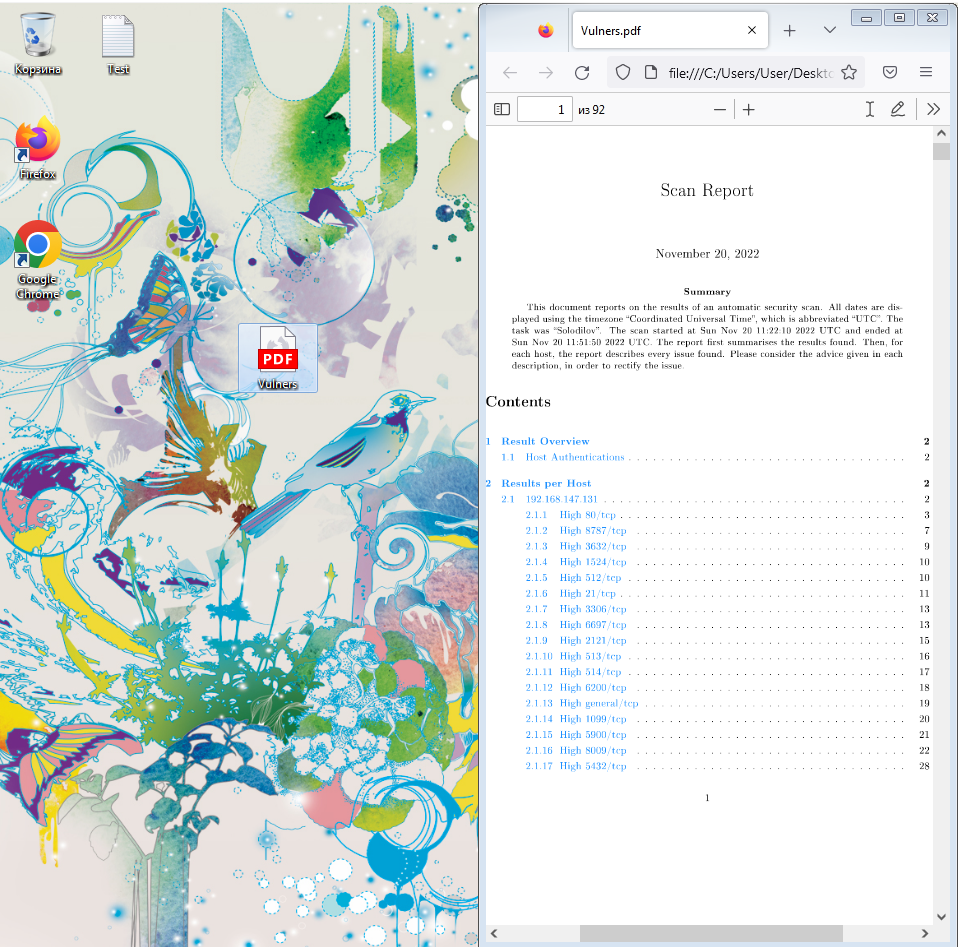 Корзина
Test
Firefox
Google
Chrome
PDF
Vulners
Vulners.pdf
file:///C:/Users/User/Deskto
1
из 92
Scan Report
November 20, 2022
Summary
This document reports on the results of an automatic security scan. All dates are dis-
played using the timezone “Coordinated Universal Time”, which is abbreviated “UTC”. The
task was “Solodilov”. The scan started at Sun Nov 20 11:22:10 2022 UTC and ended at
Sun Nov 20 11:51:50 2022 UTC. The report first summarises the results found. Then, for
each host, the report describes every issue found. Please consider the advice given in each
description, in order to rectify the issue.
Contents
1 Result Overview 2
1.1 Host Authentications . . . . . . . . . . . . . . . . . . . . . . . . . . . . 2
2 Results per Host 2
2.1 192.168.147.131 . . . . . . . . . . . . . . . . . . . . . . . . . . . . . . 2
2.1.1 High 80/tcp . . . . . . . . . . . . . . . . . . . . . . . . . . . . 3
2.1.2 High 8787/tcp . . . . . . . . . . . . . . . . . . . . . . . . . . . 7
2.1.3 High 3632/tcp . . . . . . . . . . . . . . . . . . . . . . . . . . . 9
2.1.4 High 1524/tcp . . . . . . . . . . . . . . . . . . . . . . . . . . . 10
2.1.5 High 512/tcp . . . . . . . . . . . . . . . . . . . . . . . . . . . 10
2.1.6 High 21/tcp . . . . . . . . . . . . . . . . . . . . . . . . . . . . 11
2.1.7 High 3306/tcp . . . . . . . . . . . . . . . . . . . . . . . . . . . 13
2.1.8 High 6697/tcp . . . . . . . . . . . . . . . . . . . . . . . . . . . 13
2.1.9 High 2121/tcp . . . . . . . . . . . . . . . . . . . . . . . . . . . 15
2.1.10 High 513/tcp . . . . . . . . . . . . . . . . . . . . . . . . . . . 16
2.1.11 High 514/tcp . . . . . . . . . . . . . . . . . . . . . . . . . . . 17
2.1.12 High 6200/tcp . . . . . . . . . . . . . . . . . . . . . . . . . . . 18
2.1.13 High general/tcp . . . . . . . . . . . . . . . . . . . . . . . . . . 19
2.1.14 High 1099/tcp . . . . . . . . . . . . . . . . . . . . . . . . . . . 20
2.1.15 High 5900/tcp . . . . . . . . . . . . . . . . . . . . . . . . . . . 21
2.1.16 High 8009/tcp . . . . . . . . . . . . . . . . . . . . . . . . . . . 22
2.1.17 High 5432/tcp . . . . . . . . . . . . . . . . . . . . . . . . . . . 28
1